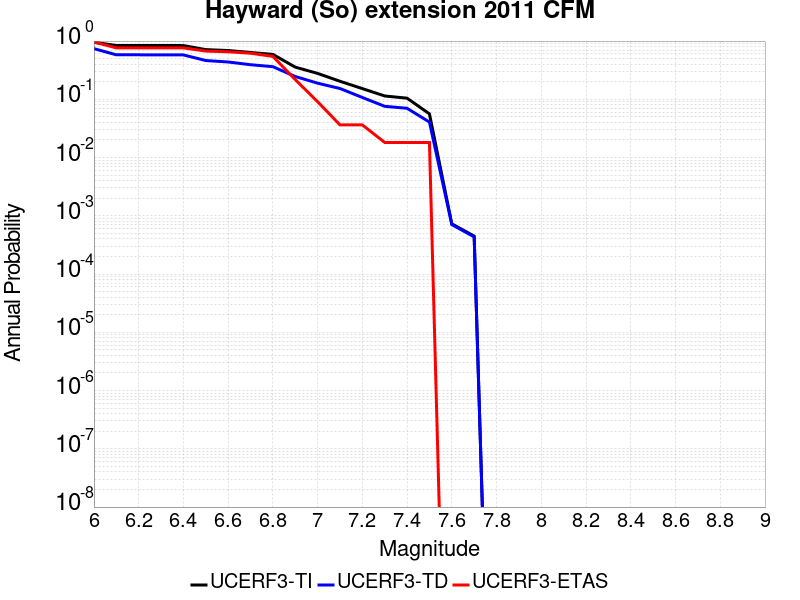 Hayward (So) extension 2011 CFM
10^0
10^-1
10^-2
10^-3
10^-4
10^-5
10^-6
10^-7
10^-8
Annual Probability
6 6.2 6.4 6.6 6.8 7 7.2 7.4 7.6 7.8 8 8.2 8.4 8.6 8.8 9
Magnitude
UCERF3-TI UCERF3-TD UCERF3-ETAS